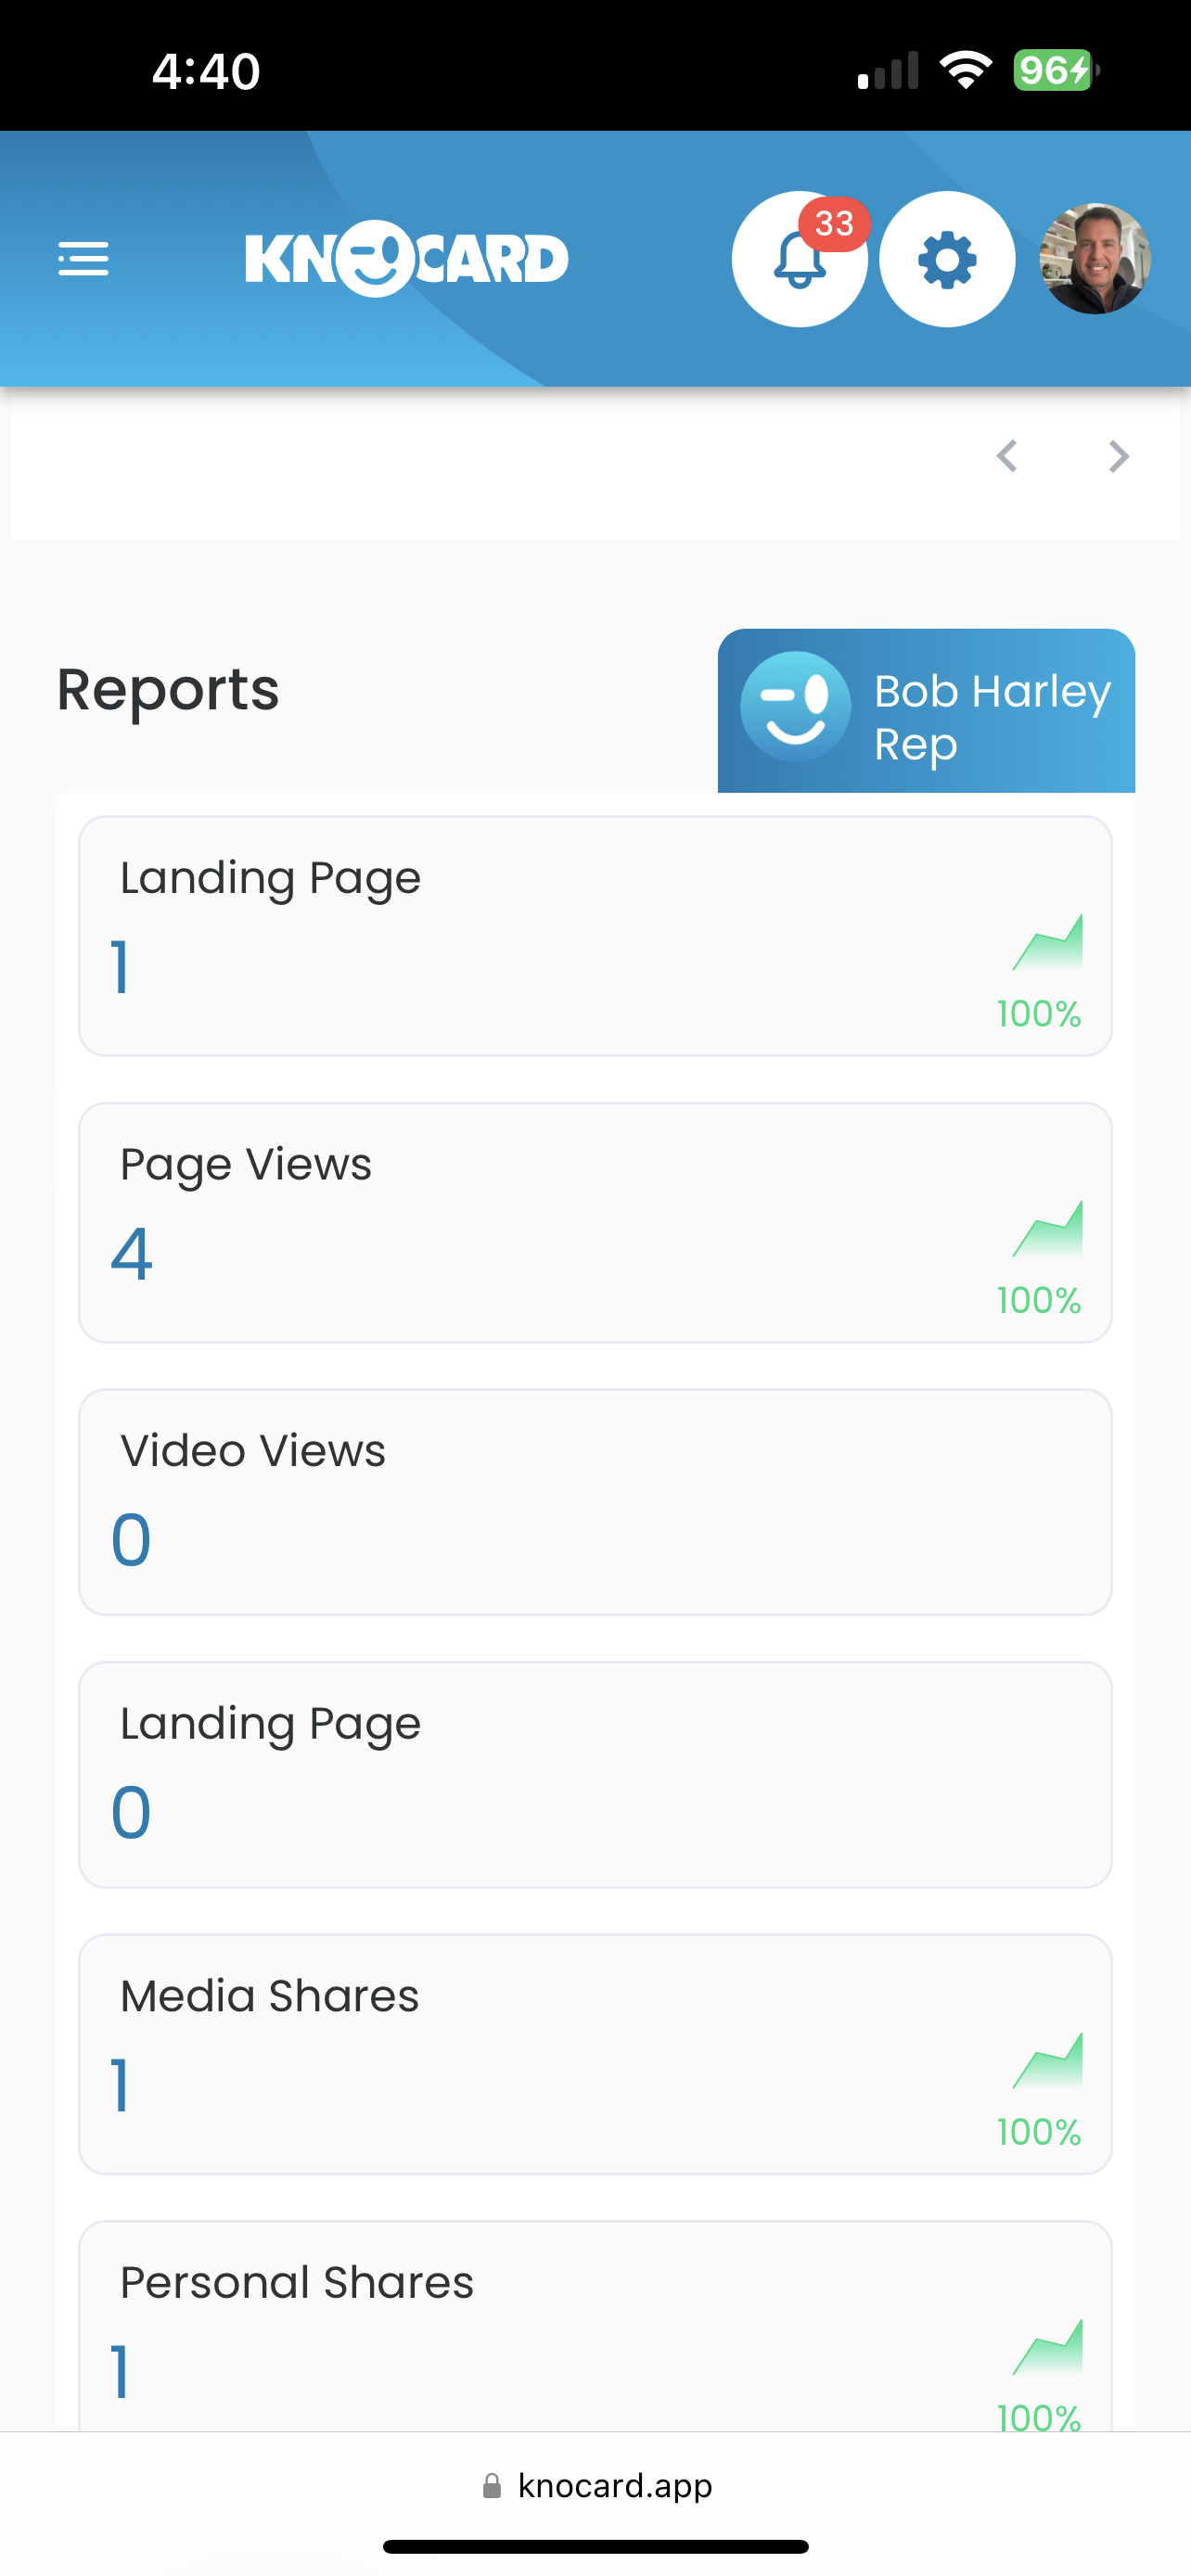 4:40
96
KNOCARD
33
Reports
Bob Harley
Rep
Landing Page
1
100%
Page Views
4
100%
Video Views
0
Landing Page
0
Media Shares
1
100%
Personal Shares
1
100%
knocard.app